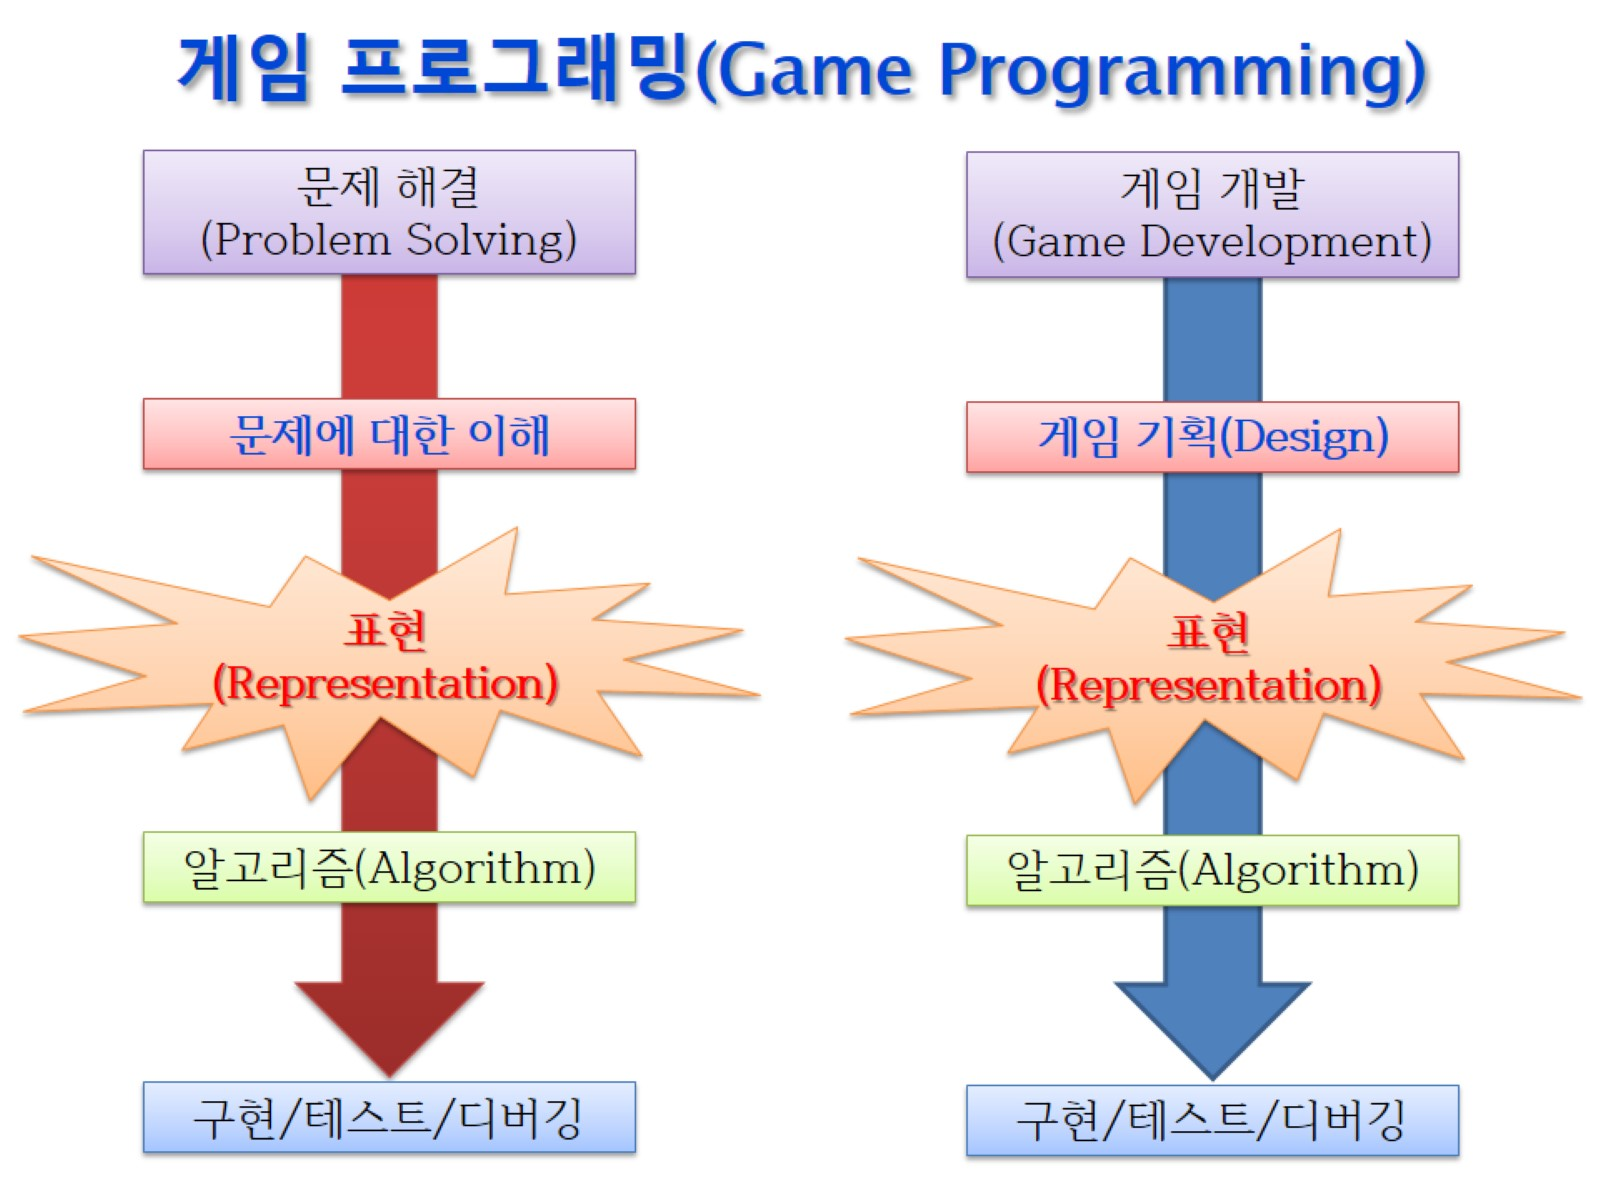 게임 프로그래밍(Game Programming)
문제 해결
(Problem Solving)
문제에 대한 이해
표현
(Representation)
알고리즘(Algorithm)
구현/테스트/디버깅
게임 개발
(Game Development)
게임 기획(Design)
표현
(Representation)
알고리즘(Algorithm)
구현/테스트/디버깅